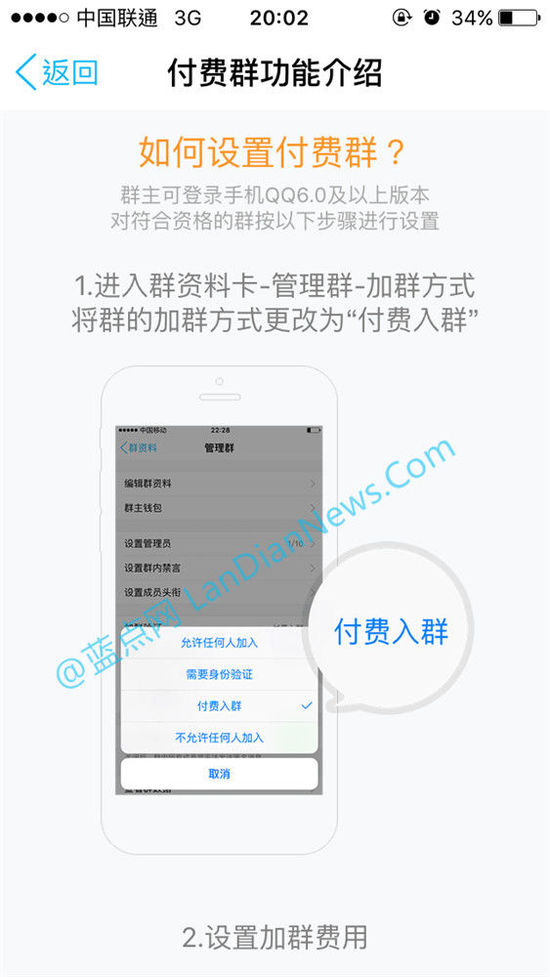 中国联通 3G 20:02 34%
返回 付费群功能介绍
如何设置付费群？
群主可登录手机QQ6.0及以上版本
对符合资格的群按以下步骤进行设置
1.进入群资料卡-管理群-加群方式
将群的加群方式更改为“付费入群”
中国移动 22:28
群资料 管理群
编辑群资料
群主钱包
设置管理员 1/10
设置群内禁言
设置成员头衔
@蓝点网 LanDianNews.Com
允许任何人加入
需要身份验证
付费入群
付费入群
不允许任何人加入
取消
查看群数据
2.设置加群费用